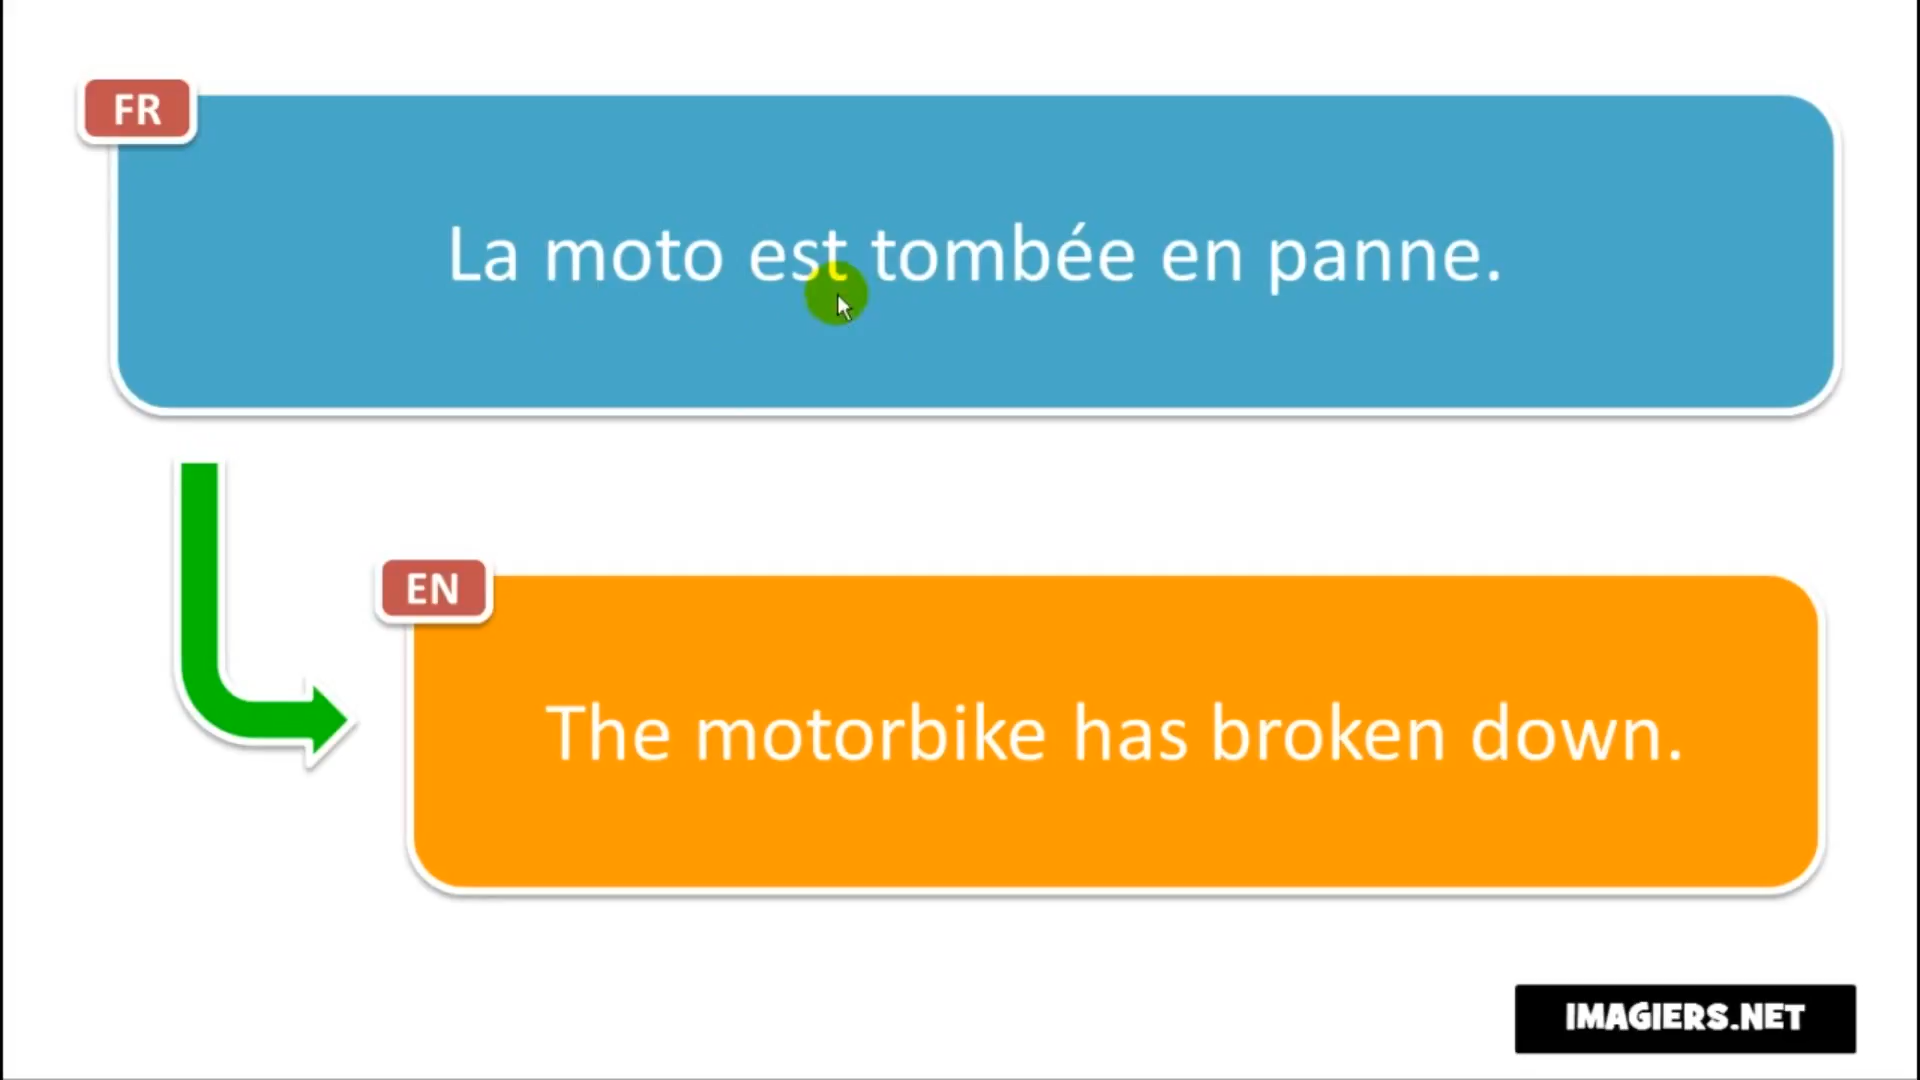 FR
La moto est tombée en panne.
EN
The motorbike has broken down.
IMAGIERS.NET